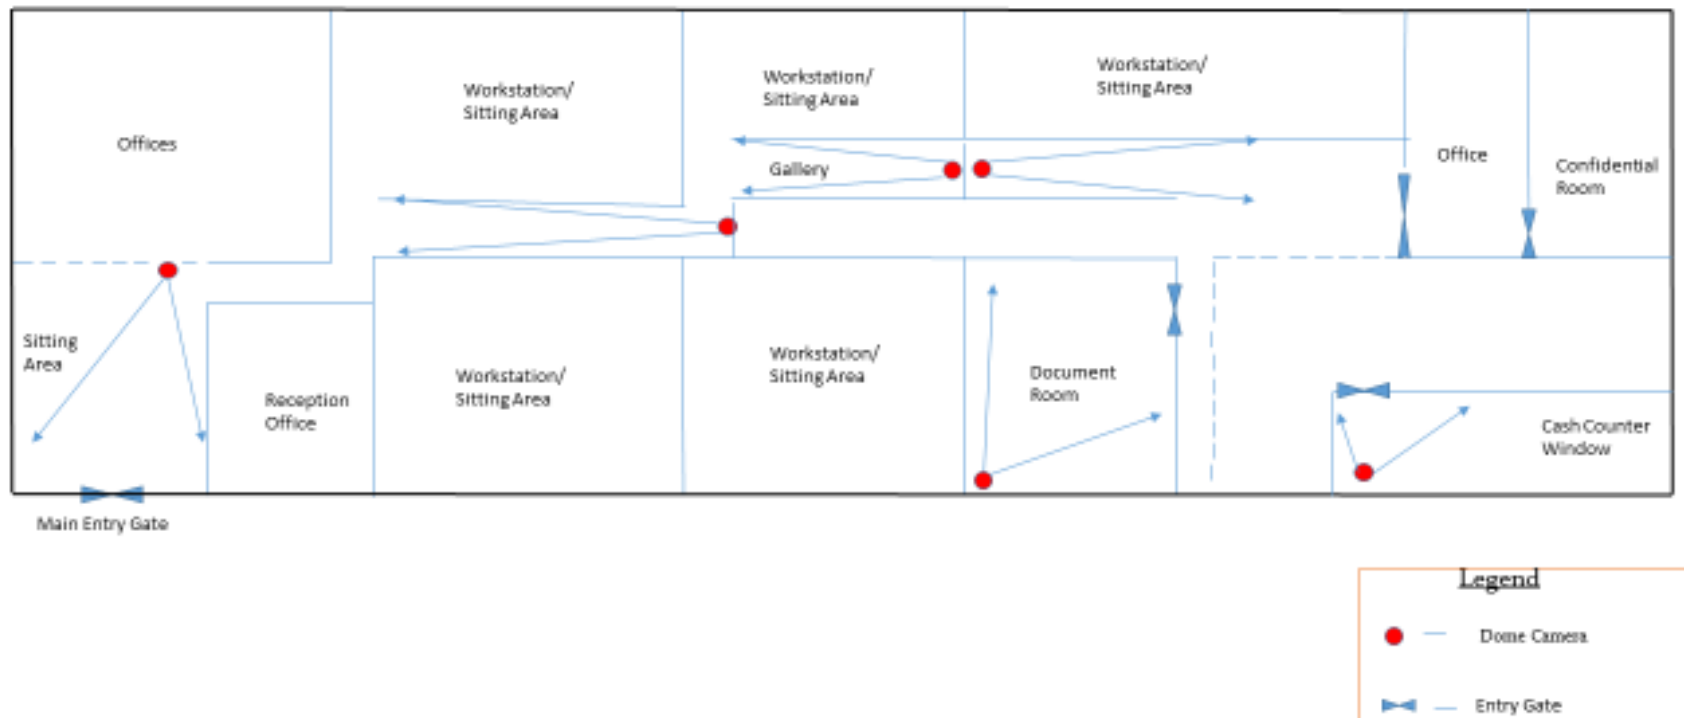 Workstation/
Sitting Area
Workstation/
Sitting Area
Workstation/
Sitting Area
Offices
Gallery
Office
Confidential
Room
Sitting
Area
Reception
Office
Workstation/
Sitting Area
Workstation/
Sitting Area
Document
Room
Cash Counter
Window
Main Entry Gate
Legend
Dome Camera
Entry Gate